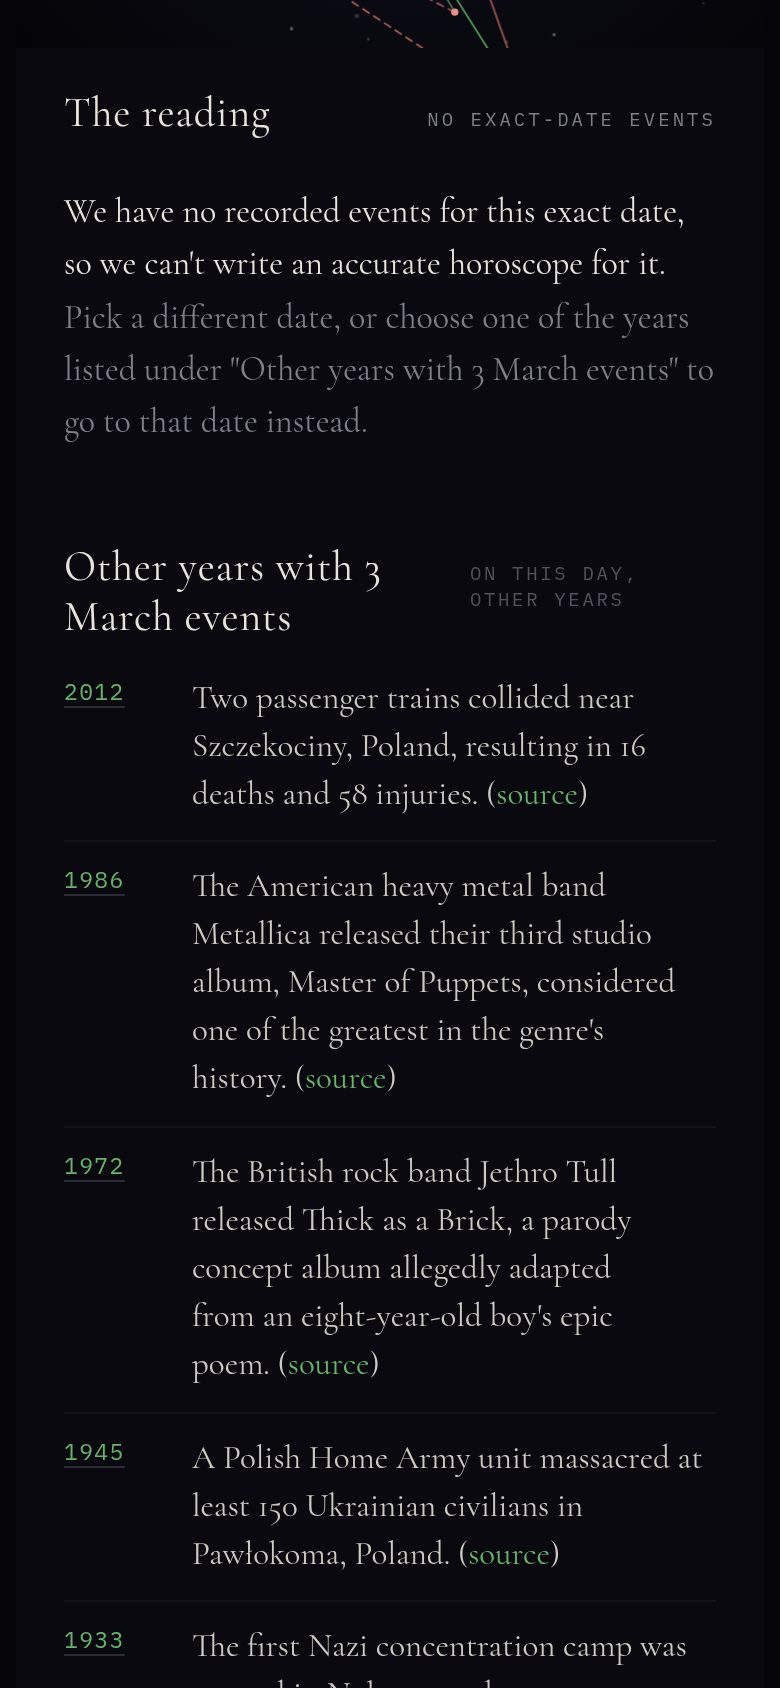 The reading
NO EXACT-DATE EVENTS
We have no recorded events for this exact date,
so we can't write an accurate horoscope for it.
Pick a different date, or choose one of the years
listed under "Other years with 3 March events" to
go to that date instead.
Other years with 3
March events
ON THIS DAY,
OTHER YEARS
2012
Two passenger trains collided near
Szczekociny, Poland, resulting in 16
deaths and 58 injuries. (source)
1986
The American heavy metal band
Metallica released their third studio
album, Master of Puppets, considered
one of the greatest in the genre's
history. (source)
1972
The British rock band Jethro Tull
released Thick as a Brick, a parody
concept album allegedly adapted
from an eight-year-old boy's epic
poem. (source)
1945
A Polish Home Army unit massacred at
least 150 Ukrainian civilians in
Pawłokoma, Poland. (source)
1933
The first Nazi concentration camp was